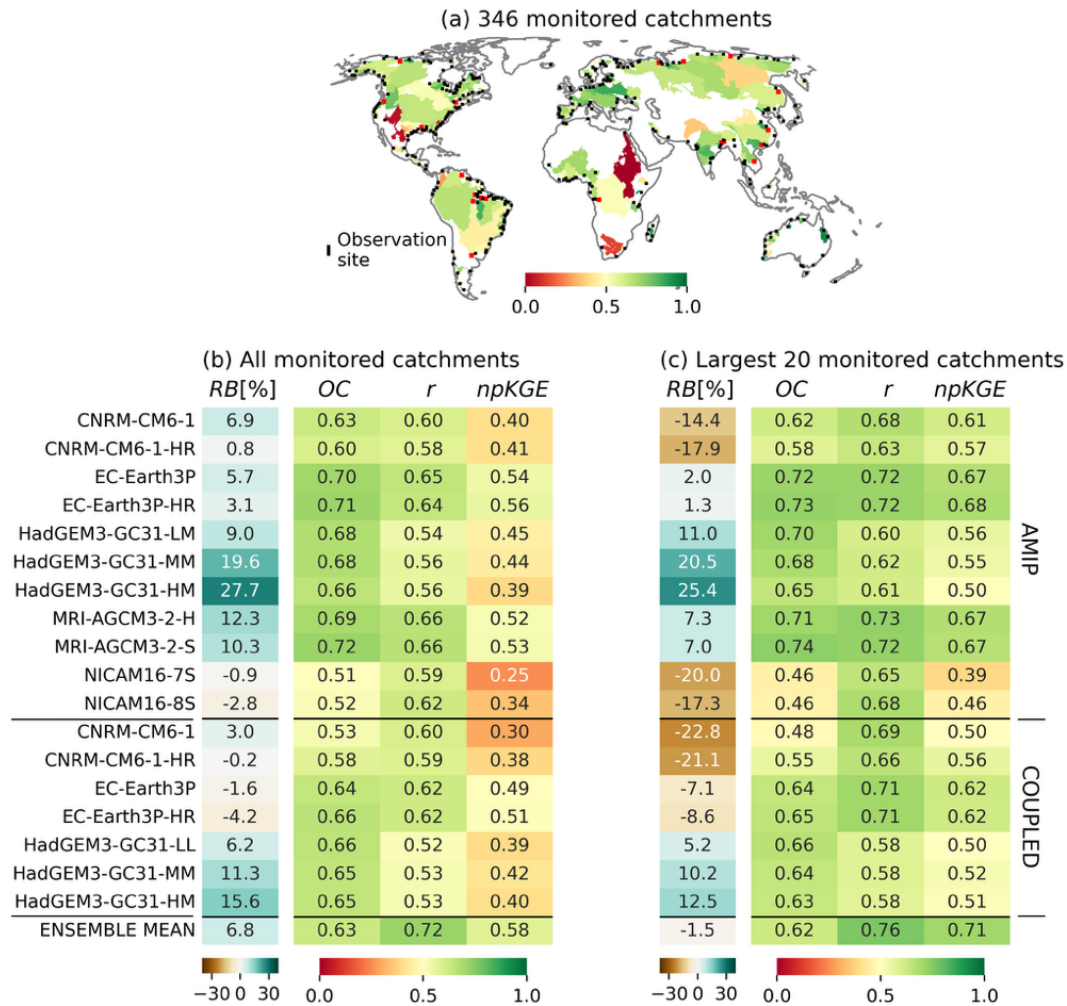 (a) 346 monitored catchments
Observation
site
0.0 0.5 1.0
(b) All monitored catchments (c) Largest 20 monitored catchments
RB[%] OC r npKGE RB[%] OC r npKGE
CNRM-CM6-1 6.9 0.63 0.60 0.40 -14.4 0.62 0.68 0.61
CNRM-CM6-1-HR 0.8 0.60 0.58 0.41 -17.9 0.58 0.63 0.57
EC-Earth3P 5.7 0.70 0.65 0.54 2.0 0.72 0.72 0.67
EC-Earth3P-HR 3.1 0.71 0.64 0.56 1.3 0.73 0.72 0.68
HadGEM3-GC31-LM 9.0 0.68 0.54 0.45 11.0 0.70 0.60 0.56
HadGEM3-GC31-MM 19.6 0.68 0.56 0.44 20.5 0.68 0.62 0.55
HadGEM3-GC31-HM 27.7 0.66 0.56 0.39 25.4 0.65 0.61 0.50
MRI-AGCM3-2-H 12.3 0.69 0.66 0.52 7.3 0.71 0.73 0.67
MRI-AGCM3-2-S 10.3 0.72 0.66 0.53 7.0 0.74 0.72 0.67
NICAM16-7S -0.9 0.51 0.59 0.25 -20.0 0.46 0.65 0.39
NICAM16-8S -2.8 0.52 0.62 0.34 -17.3 0.46 0.68 0.46
AMIP
CNRM-CM6-1 3.0 0.53 0.60 0.30 -22.8 0.48 0.69 0.50
CNRM-CM6-1-HR -0.2 0.58 0.59 0.38 -21.1 0.55 0.66 0.56
EC-Earth3P -1.6 0.64 0.62 0.49 -7.1 0.64 0.71 0.62
EC-Earth3P-HR -4.2 0.66 0.62 0.51 -8.6 0.65 0.71 0.62
HadGEM3-GC31-LL 6.2 0.66 0.52 0.39 5.2 0.66 0.58 0.50
HadGEM3-GC31-MM 11.3 0.65 0.53 0.42 10.2 0.64 0.58 0.52
HadGEM3-GC31-HM 15.6 0.65 0.53 0.40 12.5 0.63 0.58 0.51
COUPLED
ENSEMBLE MEAN 6.8 0.63 0.72 0.58 -1.5 0.62 0.76 0.71
−30 0 30 0.0 0.5 1.0 −30 0 30 0.0 0.5 1.0